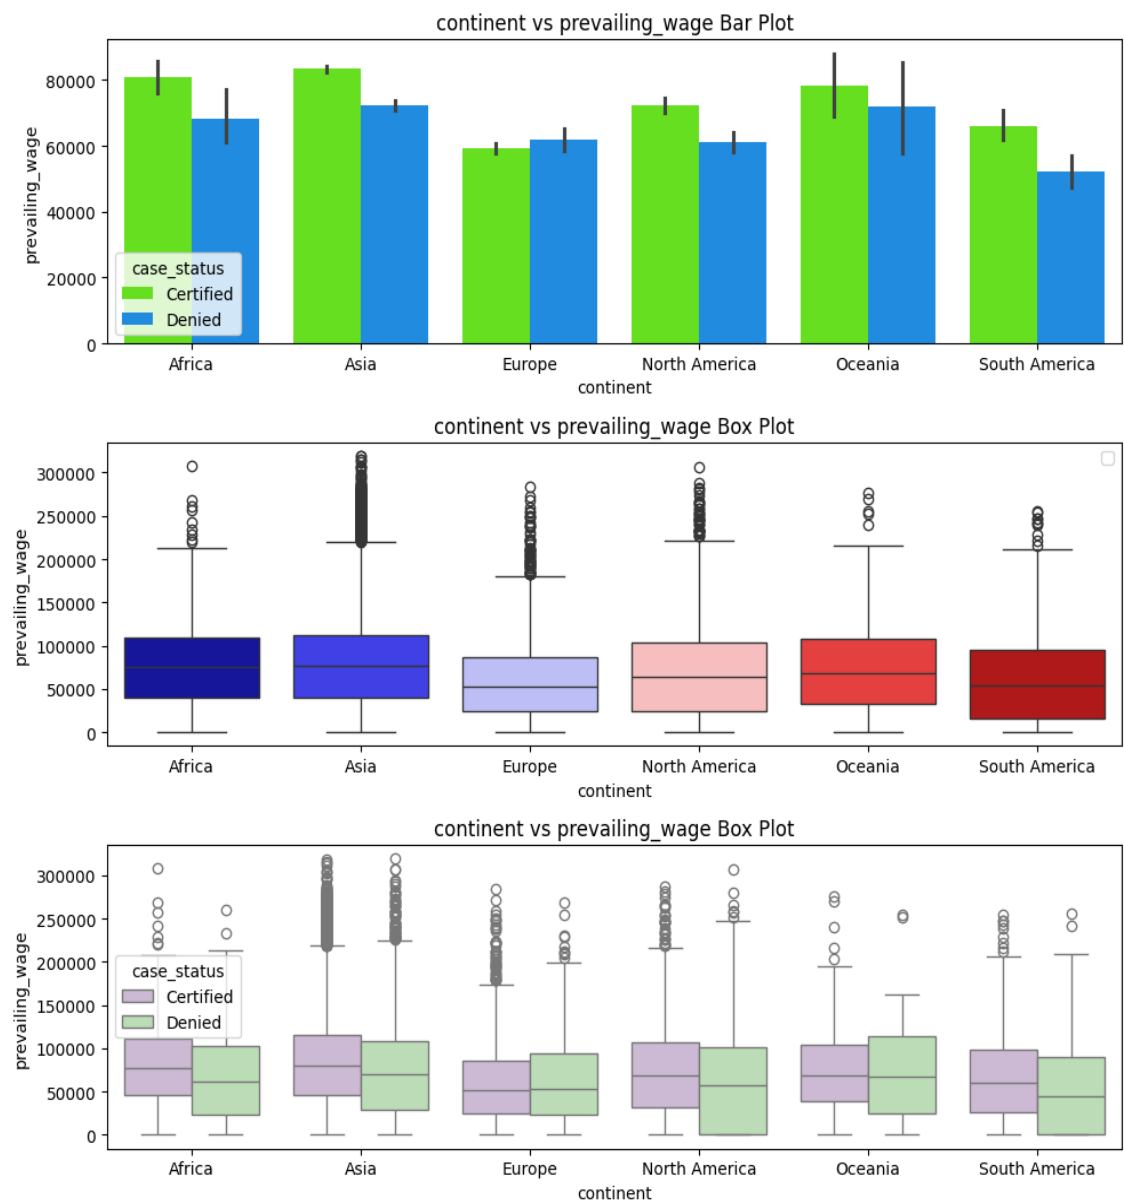 continent vs prevailing_wage Bar Plot
prevailing_wage
80000
60000
40000
20000
0
case_status
Certified
Denied
Africa Asia Europe North America Oceania South America
continent
continent vs prevailing_wage Box Plot
prevailing_wage
300000
250000
200000
150000
100000
50000
0
Africa Asia Europe North America Oceania South America
continent
continent vs prevailing_wage Box Plot
prevailing_wage
300000
250000
200000
150000
100000
50000
0
case_status
Certified
Denied
Africa Asia Europe North America Oceania South America
continent